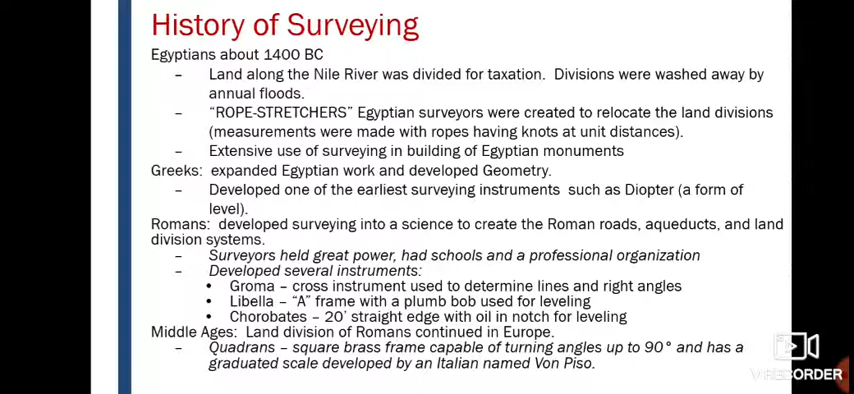 History of Surveying
Egyptians about 1400 BC
– Land along the Nile River was divided for taxation. Divisions were washed away by
annual floods.
– “ROPE-STRETCHERS” Egyptian surveyors were created to relocate the land divisions
(measurements were made with ropes having knots at unit distances).
– Extensive use of surveying in building of Egyptian monuments
Greeks: expanded Egyptian work and developed Geometry.
– Developed one of the earliest surveying instruments such as Diopter (a form of
level).
Romans: developed surveying into a science to create the Roman roads, aqueducts, and land
division systems.
– Surveyors held great power, had schools and a professional organization
– Developed several instruments:
• Groma – cross instrument used to determine lines and right angles
• Libella – “A” frame with a plumb bob used for leveling
• Chorobates – 20’ straight edge with oil in notch for leveling
Middle Ages: Land division of Romans continued in Europe.
– Quadrans – square brass frame capable of turning angles up to 90° and has a
graduated scale developed by an Italian named Von Piso.
V RECORDER